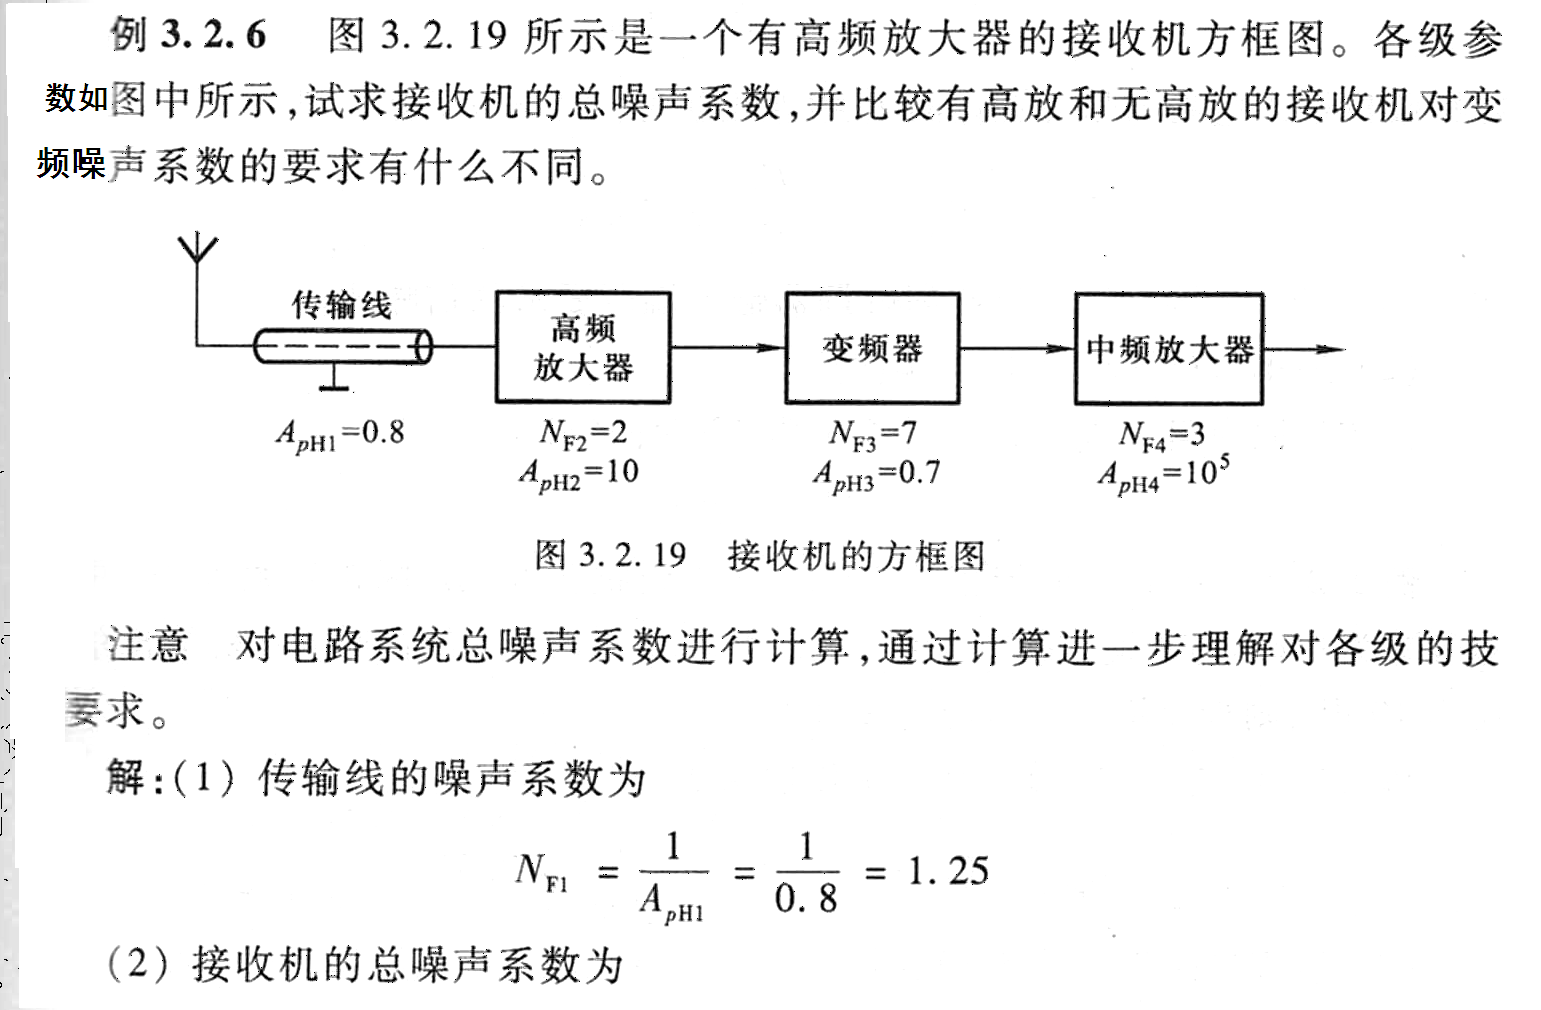 例 3.2.6 图 3.2.19 所示是一个有高频放大器的接收机方框图。各级参
数如图中所示,试求接收机的总噪声系数,并比较有高放和无高放的接收机对变
频噪声系数的要求有什么不同。
传输线
高频
放大器
变频器
中频放大器
A_{pH1}=0.8
N_{F2}=2
A_{pH2}=10
N_{F3}=7
A_{pH3}=0.7
N_{F4}=3
A_{pH4}=10^5
图 3.2.19 接收机的方框图
注意 对电路系统总噪声系数进行计算,通过计算进一步理解对各级的技
要求。
解:(1) 传输线的噪声系数为
N_{F1} = \frac{1}{A_{pH1}} = \frac{1}{0.8} = 1.25
(2) 接收机的总噪声系数为